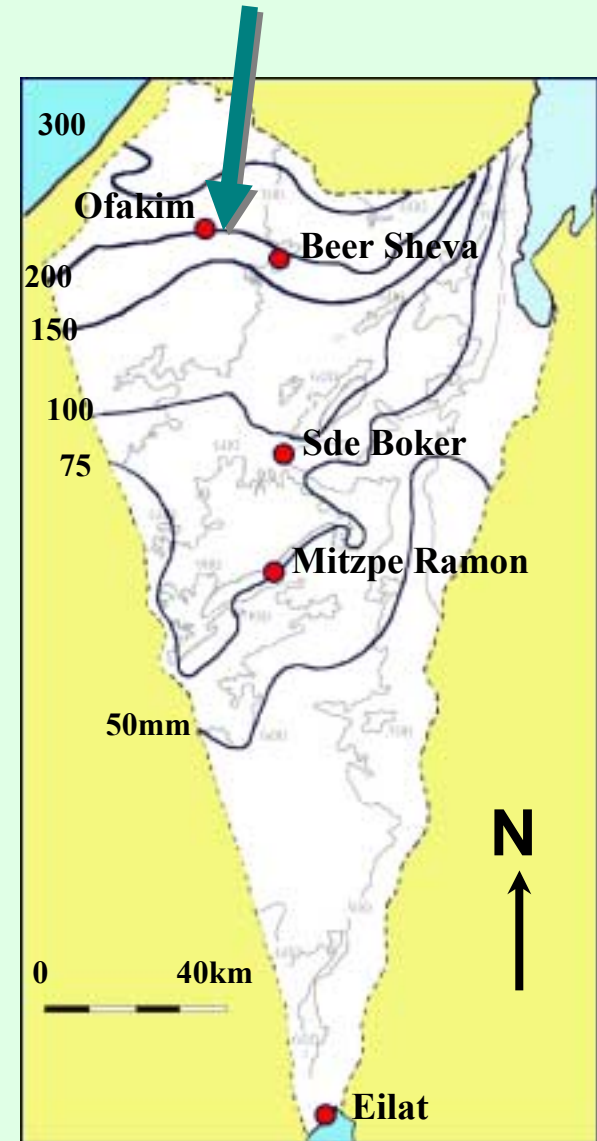 300
Ofakim
Beer Sheva
200
150
100
Sde Boker
75
Mitzpe Ramon
50mm
N
0 40km
Eilat